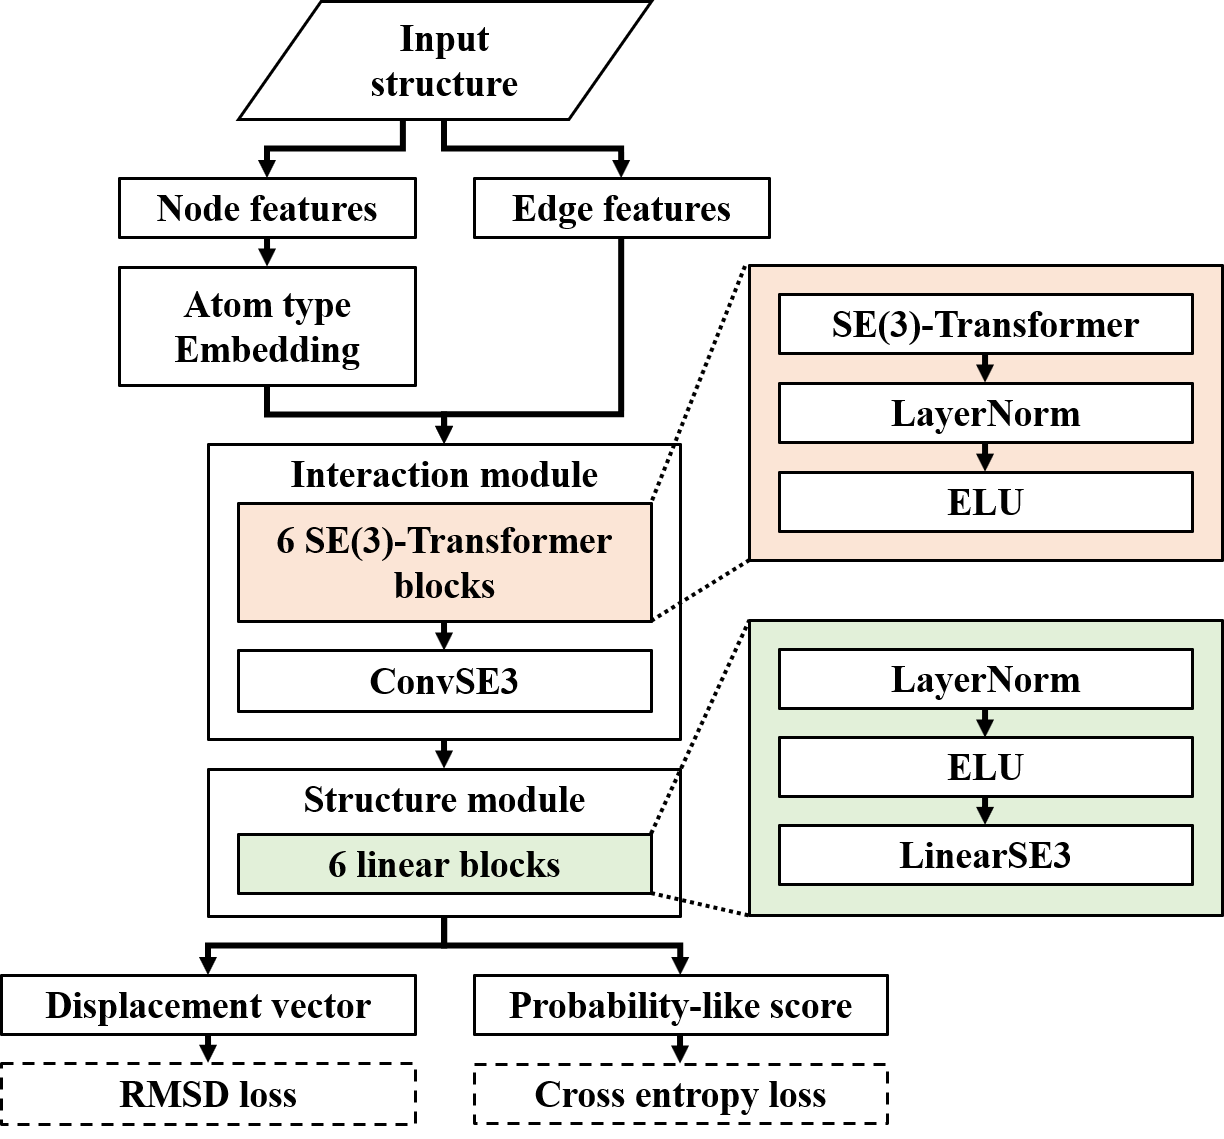 Input
structure
Node features
Edge features
Atom type
Embedding
Interaction module
6 SE(3)-Transformer
blocks
ConvSE3
SE(3)-Transformer
LayerNorm
ELU
Structure module
6 linear blocks
LayerNorm
ELU
LinearSE3
Displacement vector
Probability-like score
RMSD loss
Cross entropy loss